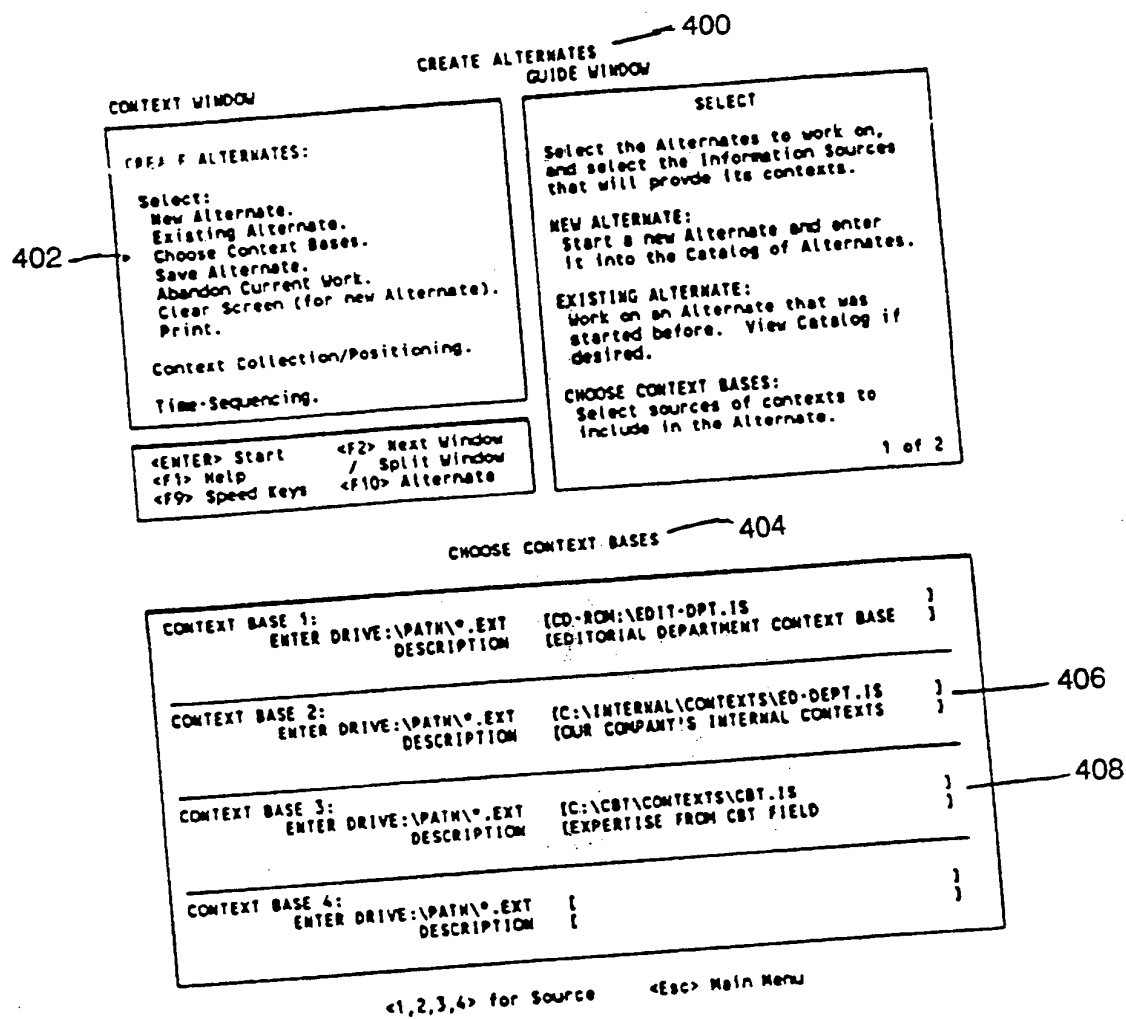 400
CREATE ALTERNATES
CONTEXT WINDOW
GUIDE WINDOW
ALTERNATES:
Select:
New Alternate.
Existing Alternate.
402
Choose Context Bases.
Save Alternate.
Abandon Current Work.
Clear Screen (for new Alternate).
Print.
Context Collection/Positioning.
Time-Sequencing.
<ENTER> Start <F2> Next Window
<F1> Help / Split Window
<F9> Speed Keys <F10> Alternate
SELECT
Select the Alternates to work on,
and select the Information Sources
that will provde its contexts.
NEW ALTERNATE:
Start a new Alternate and enter
it into the Catalog of Alternates.
EXISTING ALTERNATE:
Work on an Alternate that was
started before. View Catalog if
desired.
CHOOSE CONTEXT BASES:
Select sources of contexts to
include in the Alternate.
1 of 2
CHOOSE CONTEXT BASES
404
CONTEXT BASE 1:
ENTER DRIVE:\PATH\*.EXT [CD-ROM:\EDIT-DPT.IS ]
DESCRIPTION [EDITORIAL DEPARTMENT CONTEXT BASE ]
CONTEXT BASE 2:
ENTER DRIVE:\PATH\*.EXT [C:\INTERNAL\CONTEXTS\ED-DEPT.IS ]
406
DESCRIPTION [OUR COMPANY'S INTERNAL CONTEXTS ]
CONTEXT BASE 3:
ENTER DRIVE:\PATH\*.EXT [C:\CBT\CONTEXTS\CBT.IS ]
408
DESCRIPTION [EXPERTISE FROM CBT FIELD ]
CONTEXT BASE 4:
ENTER DRIVE:\PATH\*.EXT [ ]
DESCRIPTION [ ]
<1,2,3,4> for Source <Esc> Main Menu